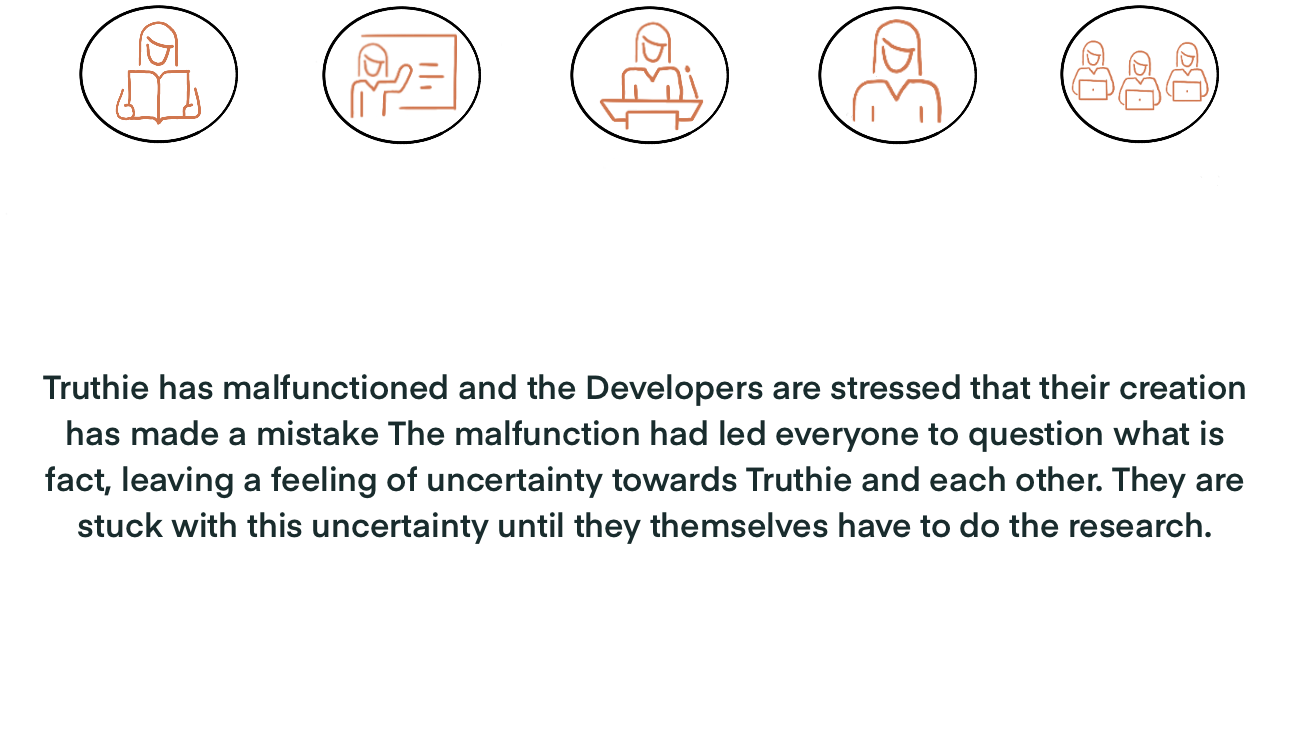 Truthie has malfunctioned and the Developers are stressed that their creation
has made a mistake The malfunction had led everyone to question what is
fact, leaving a feeling of uncertainty towards Truthie and each other. They are
stuck with this uncertainty until they themselves have to do the research.